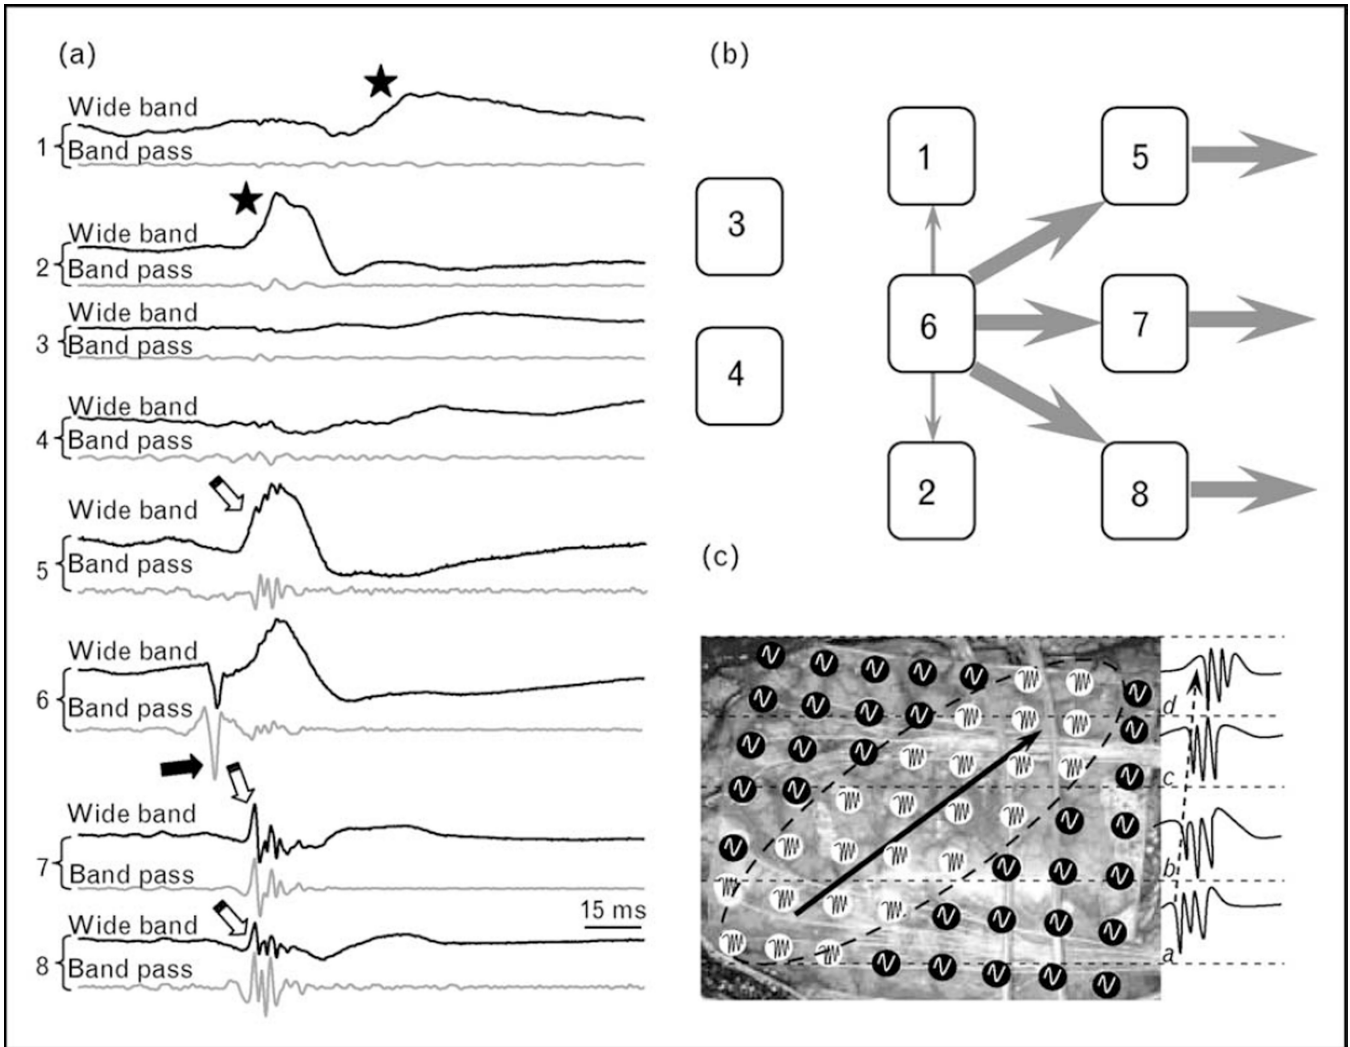 (a)
Wide band
1 Band pass
Wide band
2 Band pass
Wide band
3 Band pass
Wide band
4 Band pass
Wide band
5 Band pass
Wide band
6 Band pass
Wide band
7 Band pass
15 ms
Wide band
8 Band pass
(b)
1 5
3
6 7
4
2 8
(c)
d
c
b
a